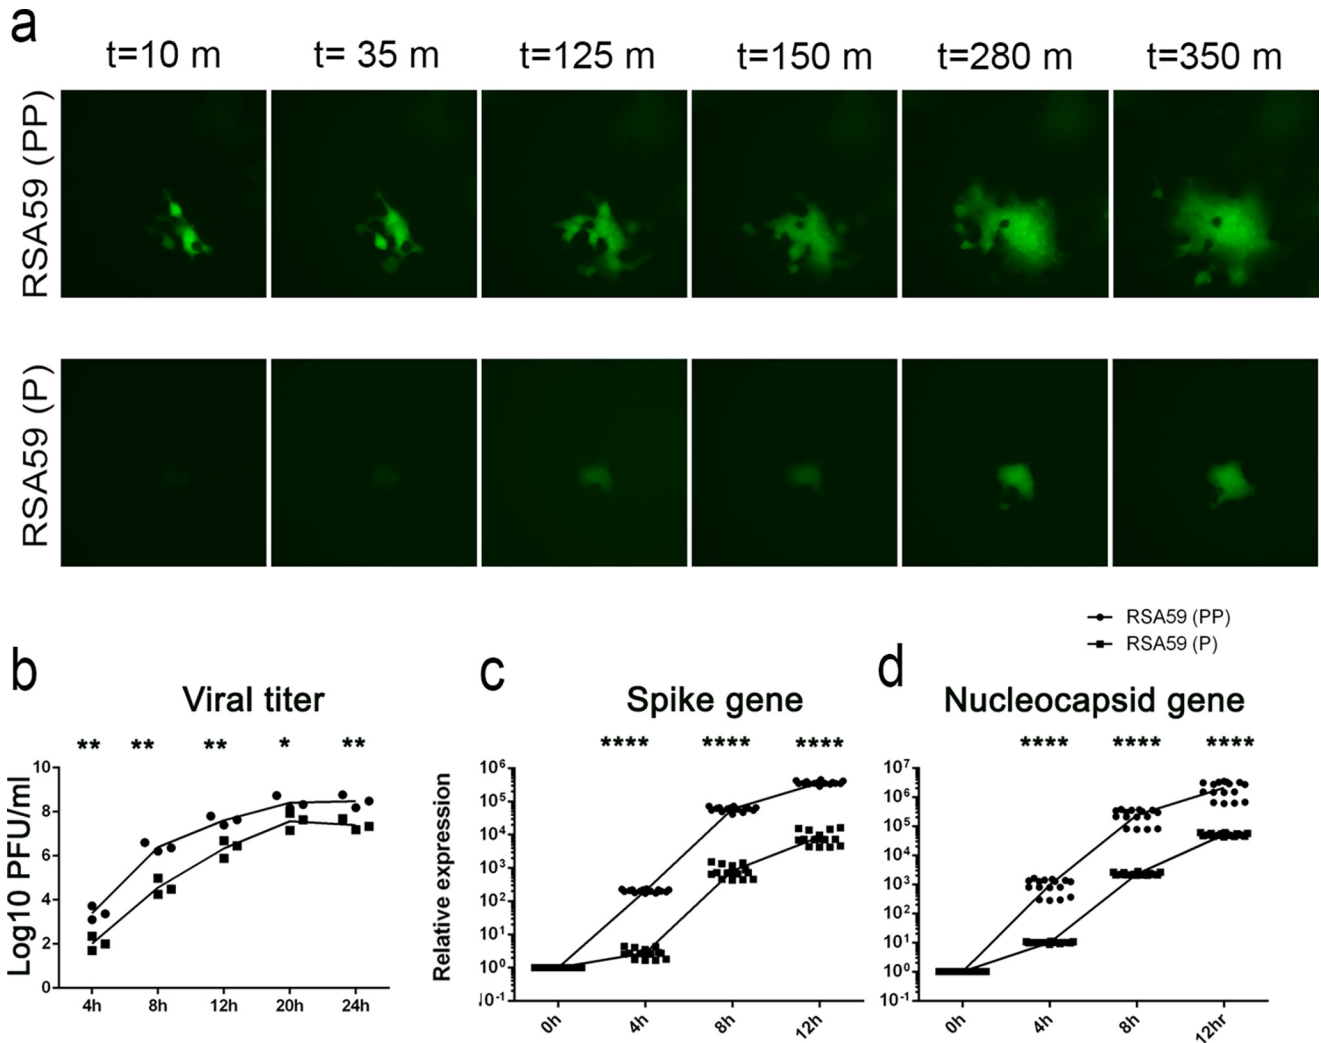 a
t=10 m t= 35 m t=125 m t=150 m t=280 m t=350 m
RSA59 (PP)
RSA59 (P)
RSA59 (PP)
RSA59 (P)
b
Viral titer
** ** ** * **
Log10 PFU/ml
10
8
6
4
2
0
4h 8h 12h 20h 24h
c
Spike gene
**** **** ****
Relative expression
10⁶
10⁵
10⁴
10³
10²
10¹
10⁰
10⁻¹
0h 4h 8h 12h
d
Nucleocapsid gene
**** **** ****
10⁷
10⁶
10⁵
10⁴
10³
10²
10¹
10⁰
10⁻¹
0h 4h 8h 12hr